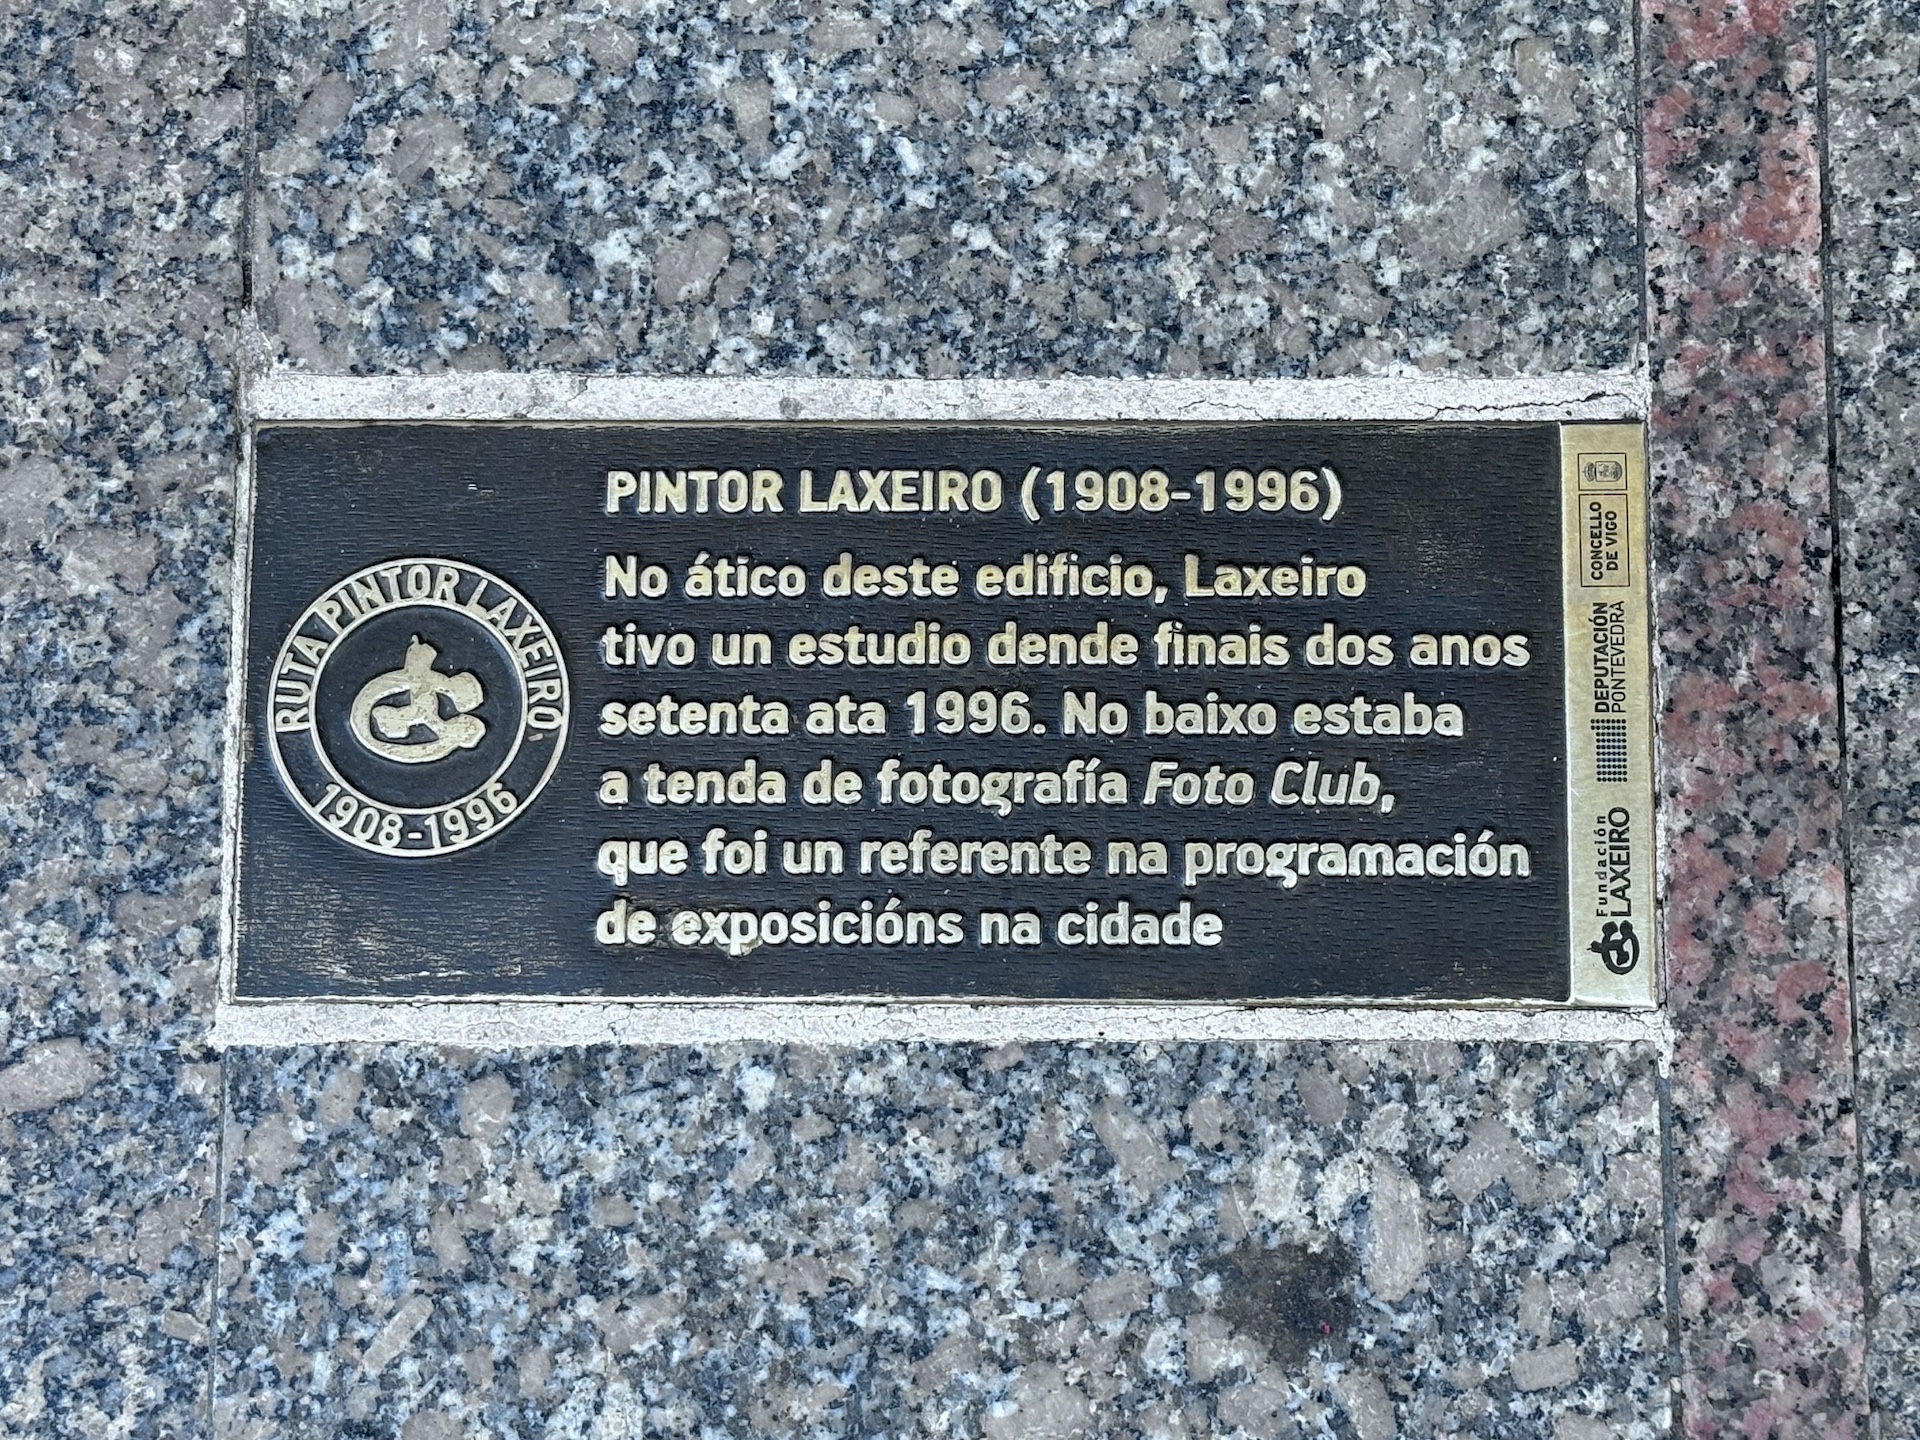 PINTOR LAXEIRO (1908-1996)
No ático deste edificio, Laxeiro
tivo un estudio dende finais dos anos
setenta ata 1996. No baixo estaba
a tenda de fotografía Foto Club,
que foi un referente na programación
de exposicións na cidade
RUTA PINTOR LAXEIRO
1908-1996
CONCELLO
DE VIGO
DEPUTACIÓN
PONTEVEDRA
Fundación
LAXEIRO